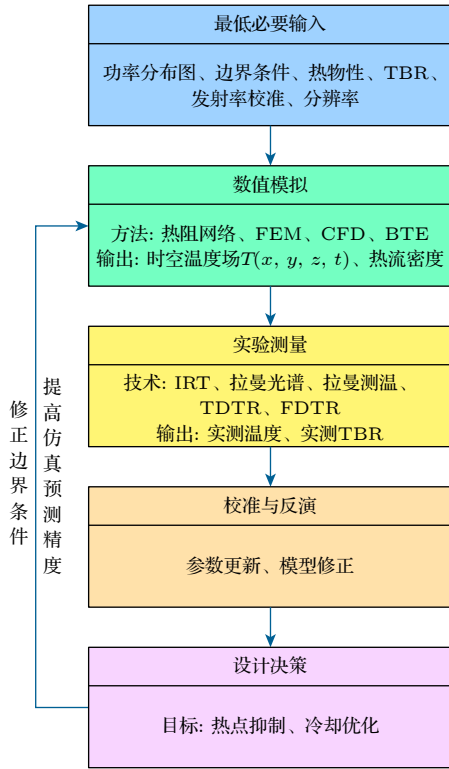 最低必要输入
功率分布图、边界条件、热物性、TBR、
发射率校准、分辨率
数值模拟
方法: 热阻网络、FEM、CFD、BTE
输出: 时空温度场T(x, y, z, t)、热流密度
实验测量
技术: IRT、拉曼光谱、拉曼测温、
TDTR、FDTR
输出: 实测温度、实测TBR
校准与反演
参数更新、模型修正
设计决策
目标: 热点抑制、冷却优化
修正边界条件
提高仿真预测精度